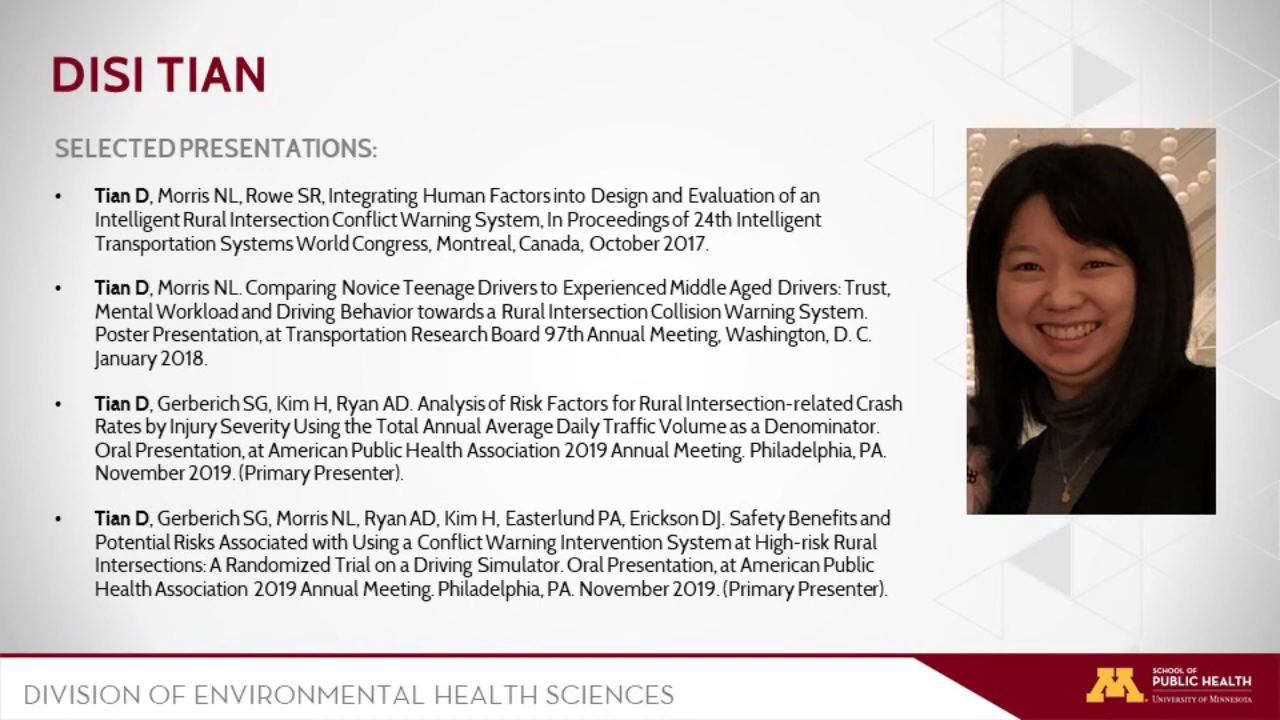 DISI TIAN
SELECTED PRESENTATIONS:
• Tian D, Morris NL, Rowe SR, Integrating Human Factors into Design and Evaluation of an
Intelligent Rural Intersection Conflict Warning System, In Proceedings of 24th Intelligent
Transportation Systems World Congress, Montreal, Canada, October 2017.
• Tian D, Morris NL. Comparing Novice Teenage Drivers to Experienced Middle Aged Drivers: Trust,
Mental Workload and Driving Behavior towards a Rural Intersection Collision Warning System.
Poster Presentation, at Transportation Research Board 97th Annual Meeting, Washington, D. C.
January 2018.
• Tian D, Gerberich SG, Kim H, Ryan AD. Analysis of Risk Factors for Rural Intersection-related Crash
Rates by Injury Severity Using the Total Annual Average Daily Traffic Volume as a Denominator.
Oral Presentation, at American Public Health Association 2019 Annual Meeting. Philadelphia, PA.
November 2019. (Primary Presenter).
• Tian D, Gerberich SG, Morris NL, Ryan AD, Kim H, Easterlund PA, Erickson DJ. Safety Benefits and
Potential Risks Associated with Using a Conflict Warning Intervention System at High-risk Rural
Intersections: A Randomized Trial on a Driving Simulator. Oral Presentation, at American Public
Health Association 2019 Annual Meeting. Philadelphia, PA. November 2019. (Primary Presenter).
DIVISION OF ENVIRONMENTAL HEALTH SCIENCES
M
SCHOOL OF
PUBLIC HEALTH
UNIVERSITY OF MINNESOTA